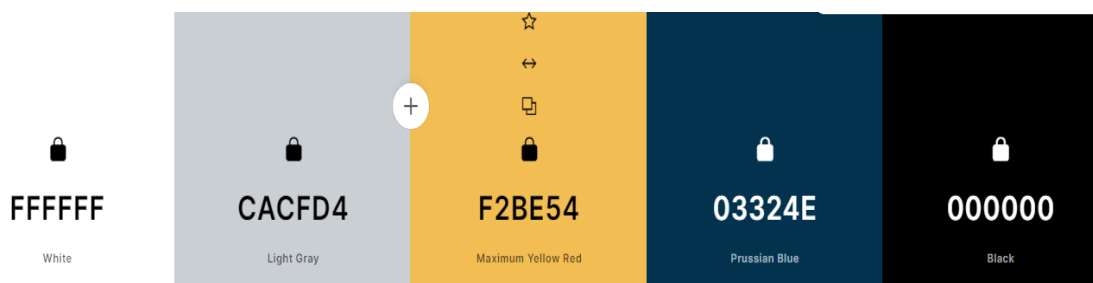 FFFFFF
White
CACFD4
Light Gray
F2BE54
Maximum Yellow Red
03324E
Prussian Blue
000000
Black